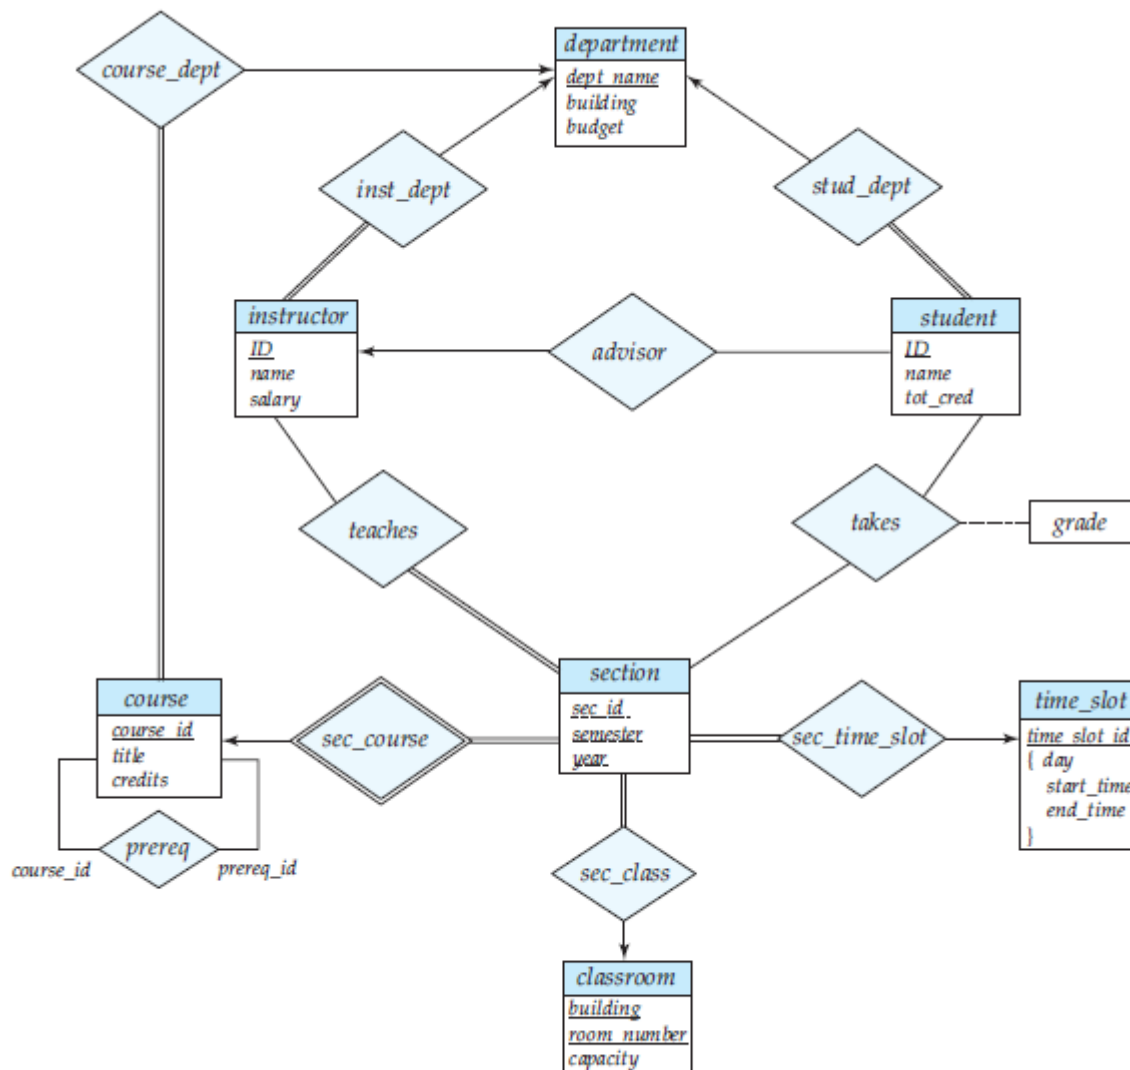 department
course_dept
dept_name
building
budget
inst_dept
stud_dept
instructor
ID
name
salary
advisor
student
ID
name
tot_cred
teaches
takes
grade
section
sec_id
semester
year
course
course_id
title
credits
sec_course
sec_time_slot
time_slot
time_slot_id
{ day
start_time
end_time
}
prereq
course_id
prereq_id
sec_class
classroom
building
room_number
capacity